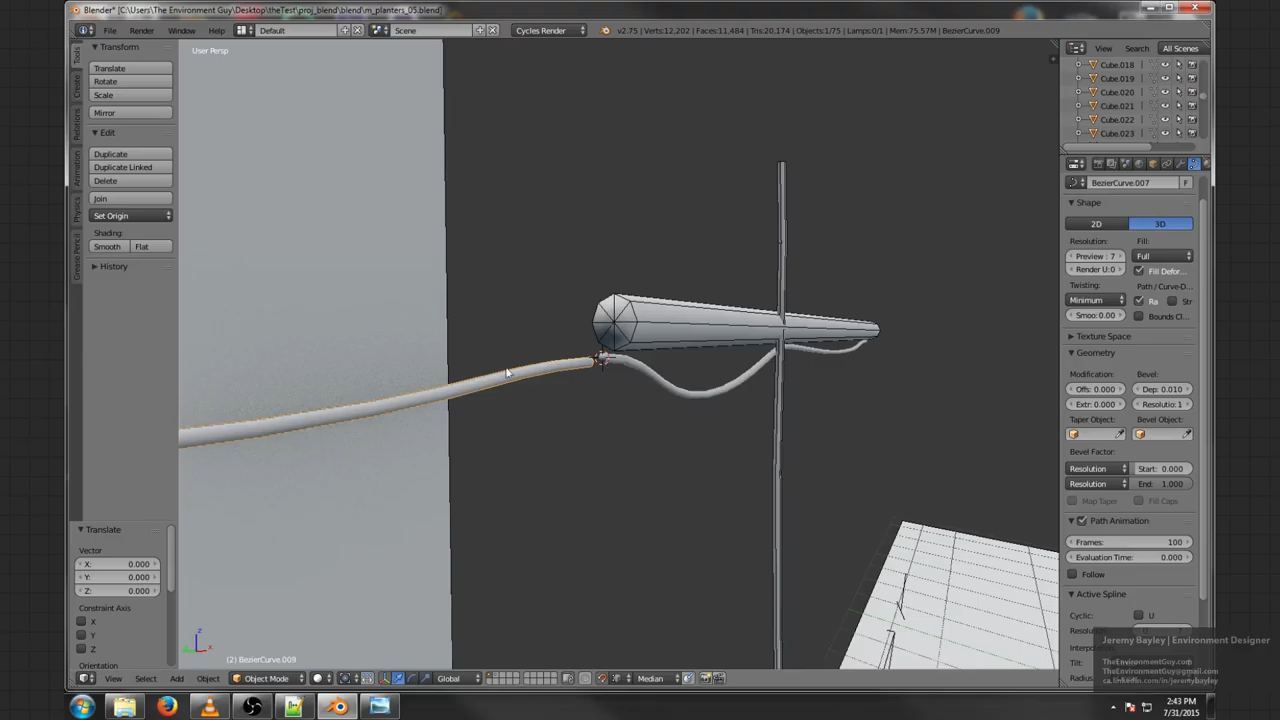 Blender* [C:\Users\The Environment Guy\Desktop\theTest\proj_blend\blend\m_planters_05.blend]
File Render Window Help Default Scene Cycles Render v2.75 | Verts:12,202 | Faces:11,484 | Tris:20,174 | Objects:1/75 | Lamps:0/1 | Mem:75.57M | BezierCurve.009
Transform
Translate
Rotate
Scale
Mirror
Edit
Duplicate
Duplicate Linked
Delete
Join
Set Origin
Shading:
Smooth Flat
History
Tools
Create
Relations
Animation
Physics
Grease Pencil
Translate
Vector
X: 0.000
Y: 0.000
Z: 0.000
Constraint Axis
X
Y
Z
Orientation
User Persp
z
x
(2) BezierCurve.009
View Select Add Object Object Mode Global Median
View Search All Scenes
Cube.018
Cube.019
Cube.020
Cube.021
Cube.022
Cube.023
BezierCurve.007 F
Shape
2D 3D
Resolution: Fill:
Preview : 7 Full
Render U:0 Fill Defor...
Twisting: Path / Curve-D...
Minimum Ra Str
Smoo:0.00 Bounds Cl...
Texture Space
Geometry
Modification: Bevel:
Offs: 0.000 Dep: 0.010
Extr: 0.000 Resolutio: 1
Taper Object: Bevel Object:
Bevel Factor:
Resolution Start: 0.000
Resolution End: 1.000
Map Taper Fill Caps
Path Animation
Frames: 100
Evaluation Time: 0.000
Follow
Active Spline
Cyclic: U
Jeremy Bayley | Environment Designer
TheEnvironmentGuy.com
TheEnvironmentGuy@gmail.com
ca.linkedin.com/in/jeremybayley
2:43 PM
7/31/2015